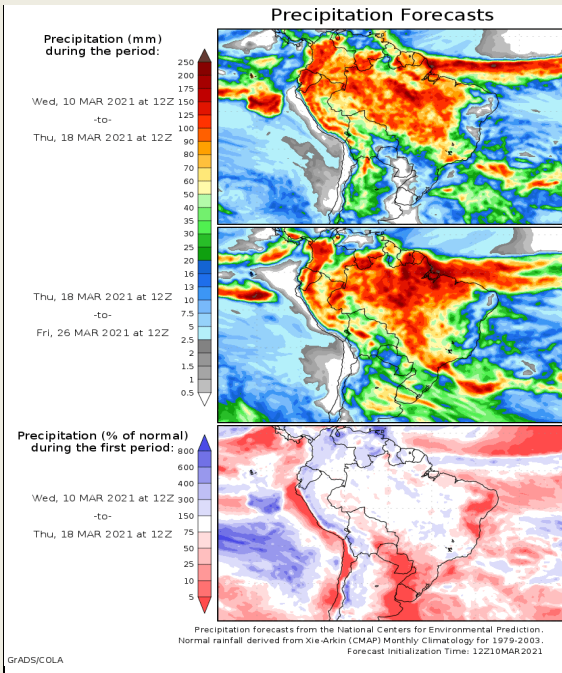 Precipitation Forecasts
Precipitation (mm)
during the period:
Wed, 10 MAR 2021 at 12Z
-to-
Thu, 18 MAR 2021 at 12Z
250
200
175
150
125
100
90
80
70
60
50
40
35
30
25
20
16
13
10
7.5
5
2.5
2
1.5
1
0.5
Thu, 18 MAR 2021 at 12Z
-to-
Fri, 26 MAR 2021 at 12Z
Precipitation (% of normal)
during the first period:
Wed, 10 MAR 2021 at 12Z
-to-
Thu, 18 MAR 2021 at 12Z
800
600
400
300
150
75
50
25
10
5
Precipitation forecasts from the National Centers for Environmental Prediction.
Normal rainfall derived from Xie-Arkin (CMAP) Monthly Climatology for 1979-2003.
Forecast Initialization Time: 12Z10MAR2021
GrADS/COLA